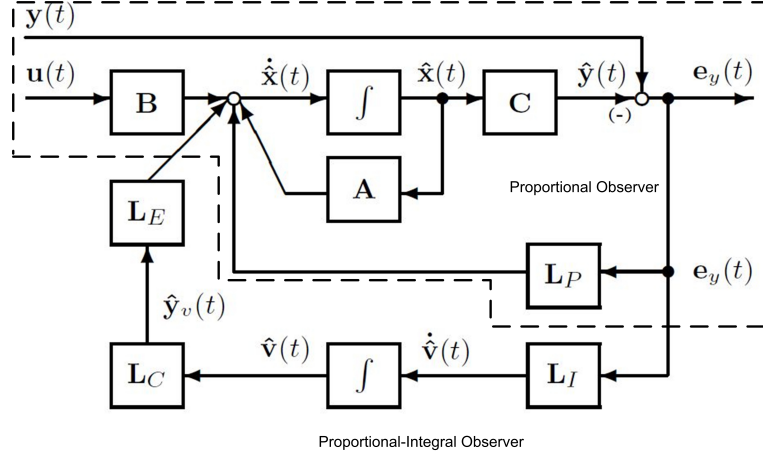 y(t)
u(t)
B
ẋ̂(t)
∫
x̂(t)
C
ŷ(t)
(-)
e_y(t)
A
Proportional Observer
L_E
L_P
e_y(t)
ŷ_v(t)
L_C
v̂(t)
∫
v̂̇(t)
L_I
Proportional-Integral Observer